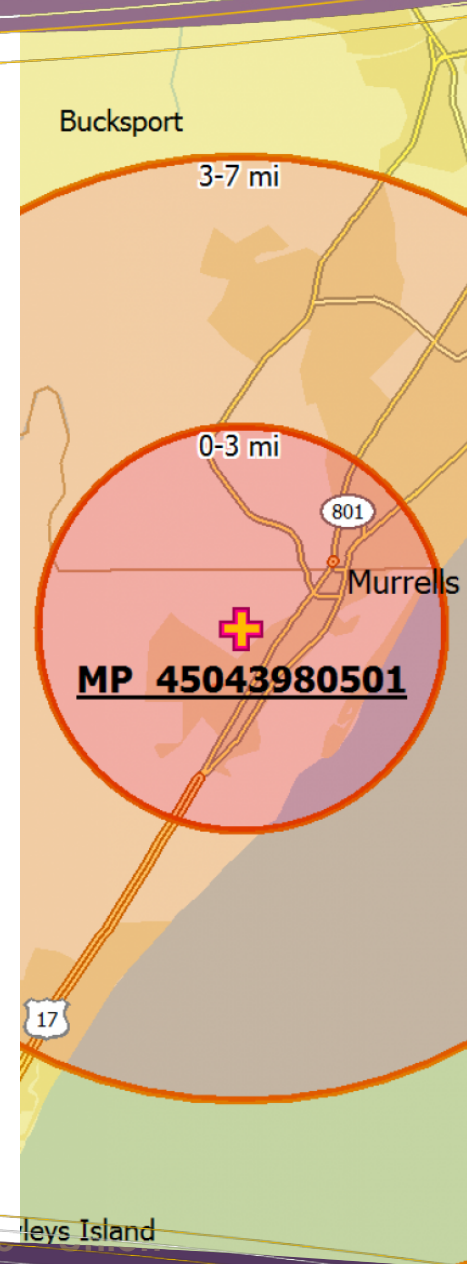 Bucksport
3-7 mi
0-3 mi
801
Murrells
MP 45043980501
17
leys Island